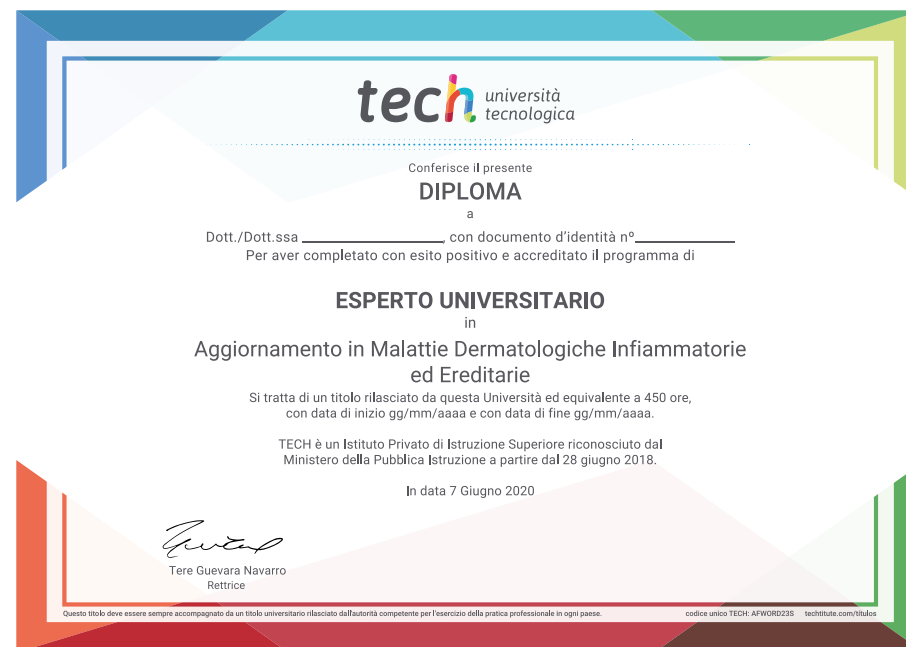 tech università
tecnologica
Conferisce il presente
DIPLOMA
a
Dott./Dott.ssa ____________________, con documento d'identità nº______________
Per aver completato con esito positivo e accreditato il programma di
ESPERTO UNIVERSITARIO
in
Aggiornamento in Malattie Dermatologiche Infiammatorie
ed Ereditarie
Si tratta di un titolo rilasciato da questa Università ed equivalente a 450 ore,
con data di inizio gg/mm/aaaa e con data di fine gg/mm/aaaa.
TECH è un Istituto Privato di Istruzione Superiore riconosciuto dal
Ministero della Pubblica Istruzione a partire dal 28 giugno 2018.
In data 7 Giugno 2020
Tere Guevara Navarro
Rettrice
Questo titolo deve essere sempre accompagnato da un titolo universitario rilasciato dall'autorità competente per l'esercizio della pratica professionale in ogni paese. codice unico TECH: AFWORD23S techtitute.com/titulos